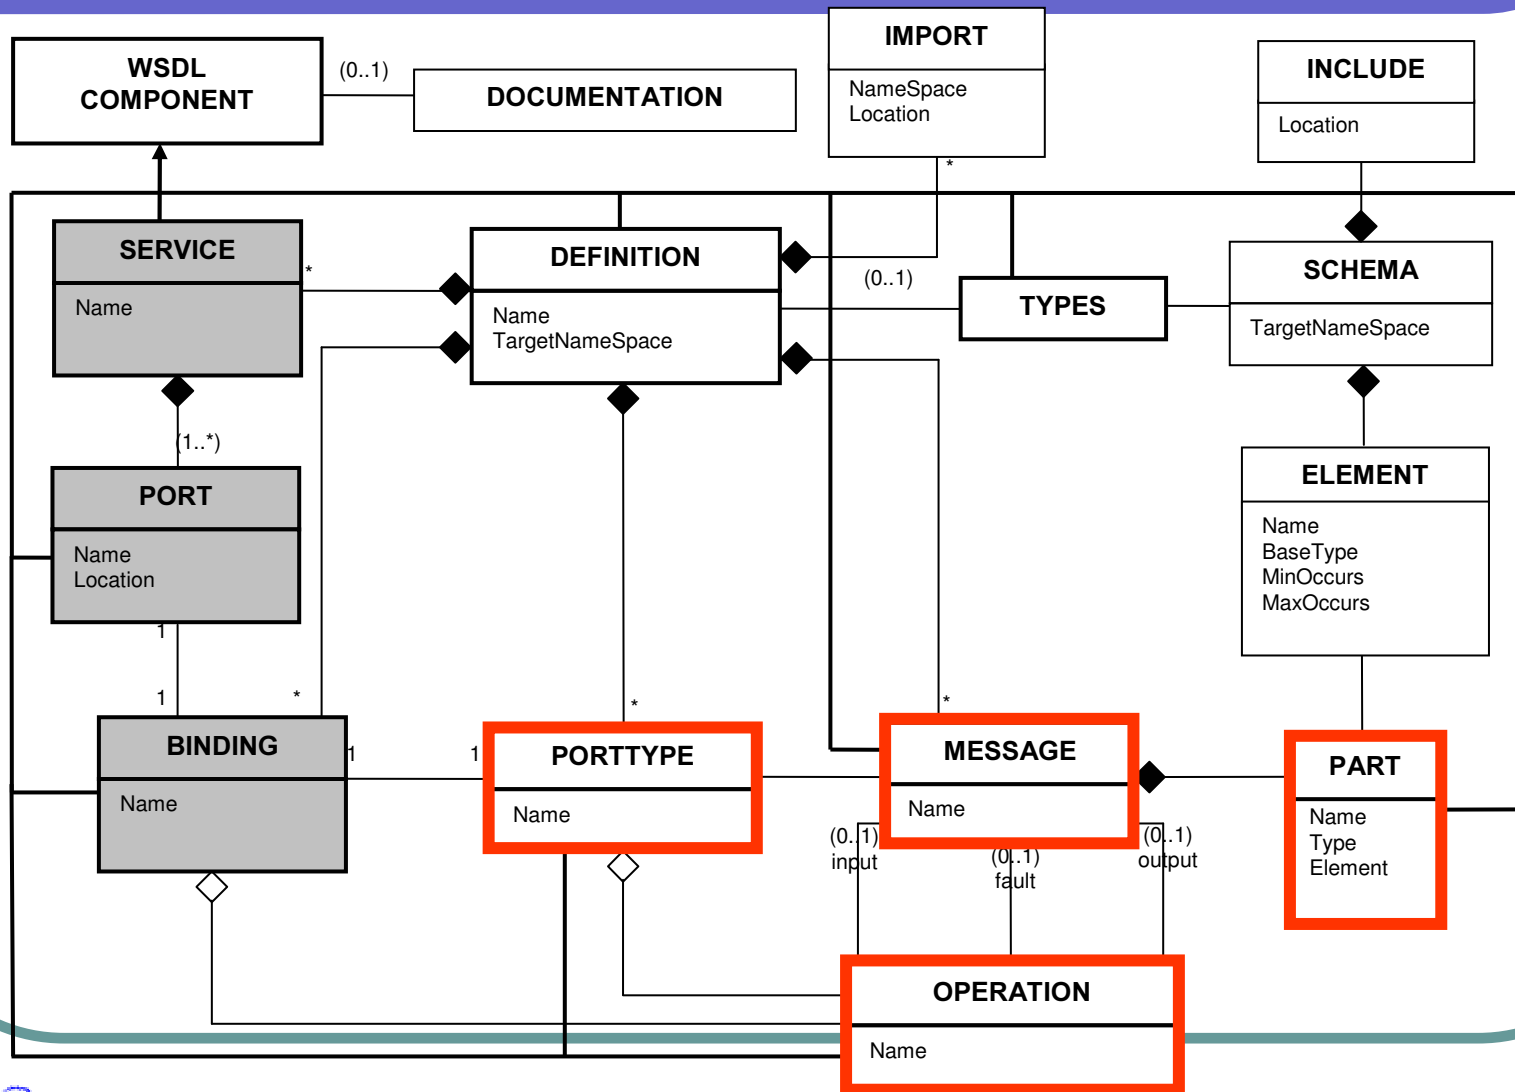 WSDL
COMPONENT
(0..1)
DOCUMENTATION
IMPORT
NameSpace
Location
*
INCLUDE
Location
SERVICE
Name
*
DEFINITION
Name
TargetNameSpace
(0..1)
TYPES
SCHEMA
TargetNameSpace
(1..*)
PORT
Name
Location
1
1
*
*
*
ELEMENT
Name
BaseType
MinOccurs
MaxOccurs
BINDING
Name
1
1
PORTTYPE
Name
MESSAGE
Name
PART
Name
Type
Element
(0..1)
input
(0..1)
fault
(0..1)
output
OPERATION
Name